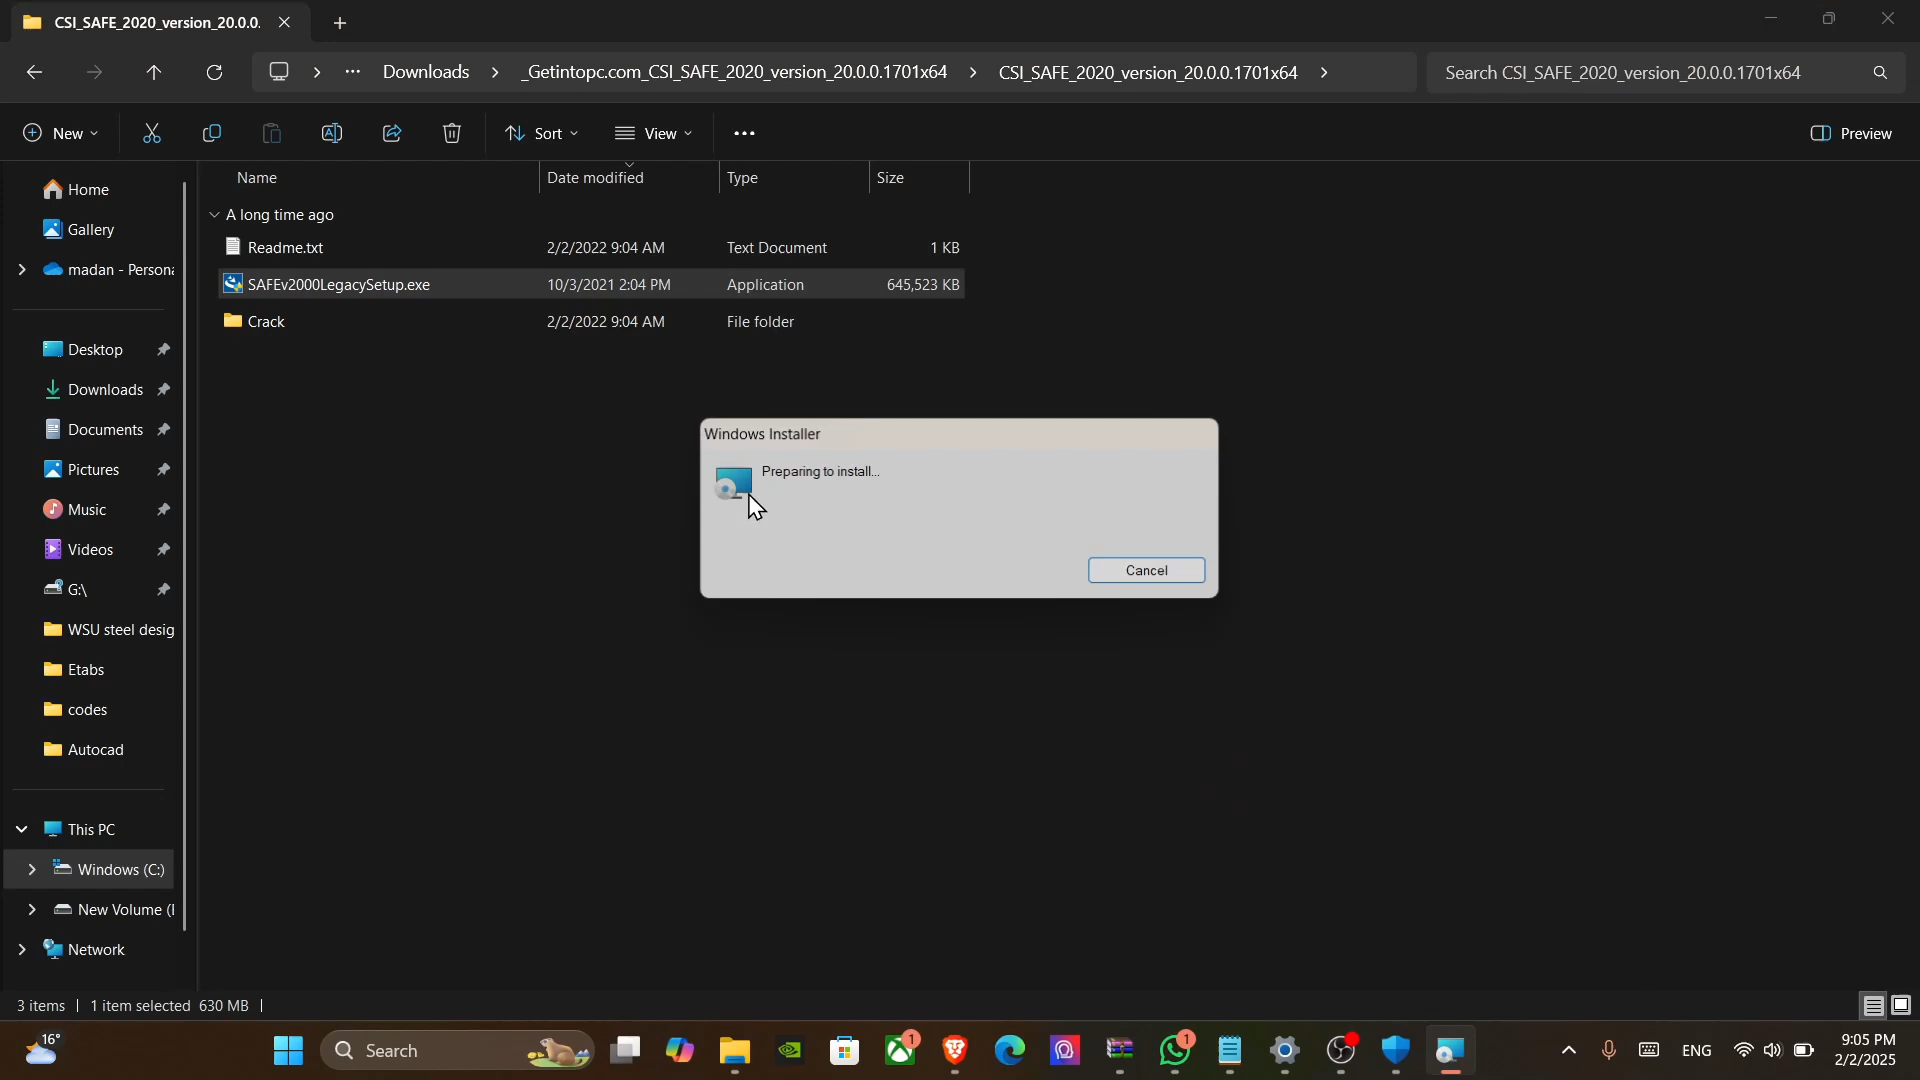 CSI_SAFE_2020_version_20.0.0.
Downloads
_Getintopc.com_CSI_SAFE_2020_version_20.0.0.1701x64
CSI_SAFE_2020_version_20.0.0.1701x64
Search CSI_SAFE_2020_version_20.0.0.1701x64
New
Sort
View
Preview
Home
Gallery
madan - Persona
Desktop
Downloads
Documents
Pictures
Music
Videos
G:\
WSU steel desig
Etabs
codes
Autocad
This PC
Windows (C:)
New Volume (
Network
Name Date modified Type Size
A long time ago
Readme.txt 2/2/2022 9:04 AM Text Document 1 KB
SAFEv2000LegacySetup.exe 10/3/2021 2:04 PM Application 645,523 KB
Crack 2/2/2022 9:04 AM File folder
Windows Installer
Preparing to install...
Cancel
3 items 1 item selected 630 MB
16°
Search
1
1
ENG
9:05 PM
2/2/2025